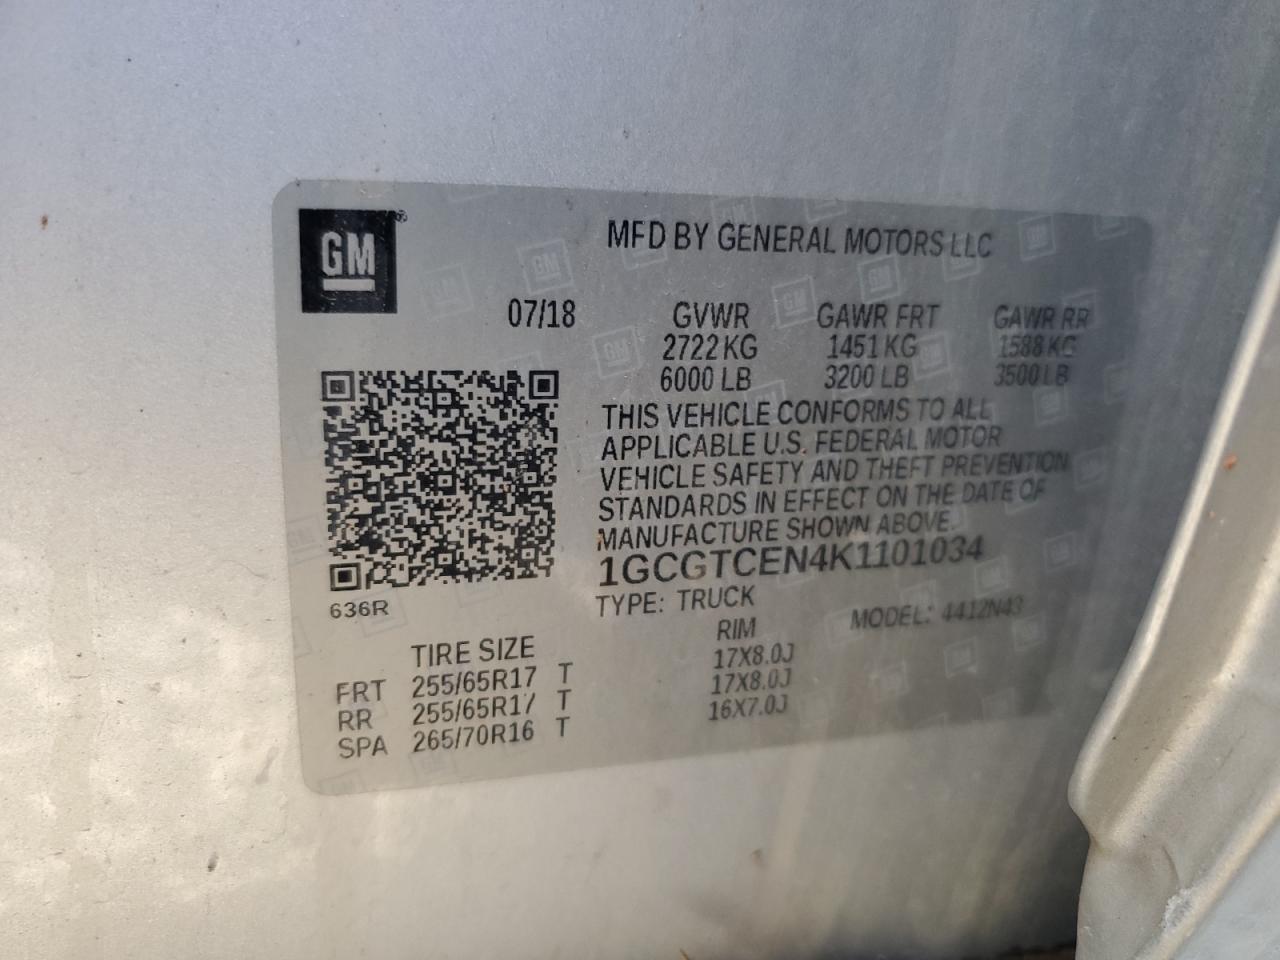 GM®
MFD BY GENERAL MOTORS LLC
07/18 GVWR GAWR FRT GAWR RR
2722 KG 1451 KG 1588 KG
6000 LB 3200 LB 3500 LB
THIS VEHICLE CONFORMS TO ALL
APPLICABLE U.S. FEDERAL MOTOR
VEHICLE SAFETY AND THEFT PREVENTION
STANDARDS IN EFFECT ON THE DATE OF
MANUFACTURE SHOWN ABOVE.
1GCGTCEN4K1101034
636R
TYPE: TRUCK MODEL: 4412N43
TIRE SIZE RIM
FRT 255/65R17 T 17X8.0J
RR 255/65R17 T 17X8.0J
SPA 265/70R16 T 16X7.0J